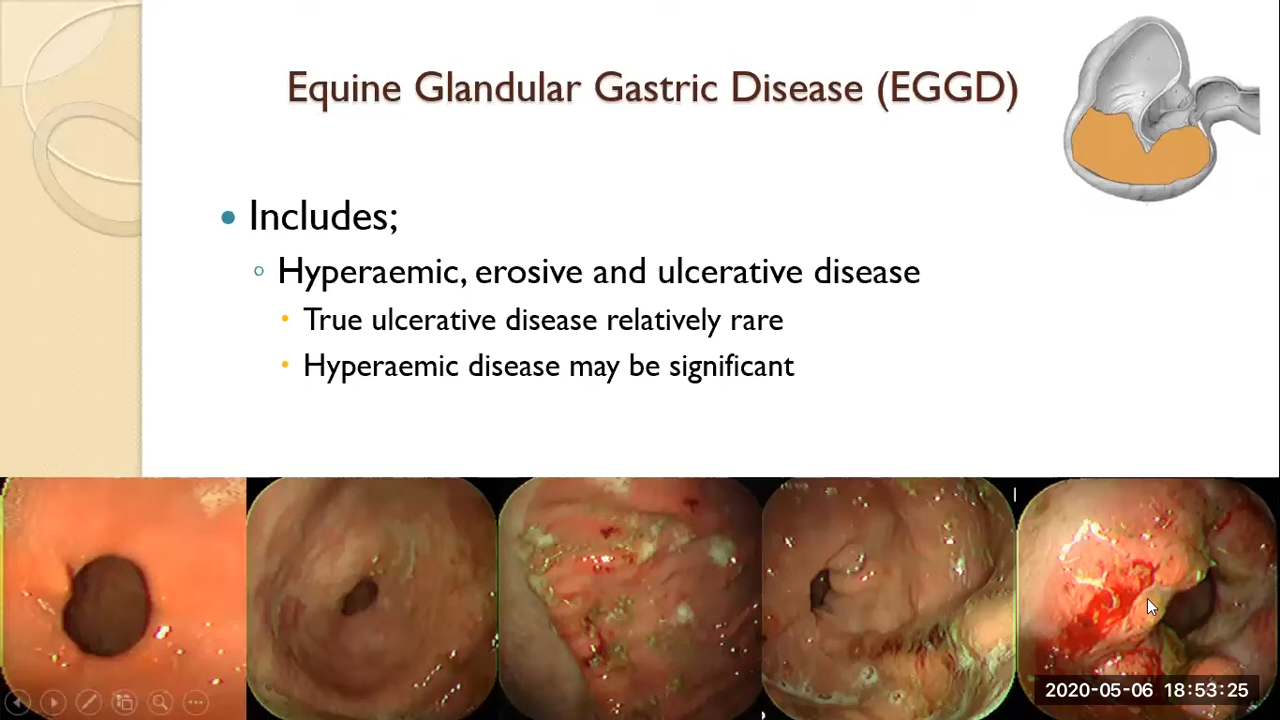 Equine Glandular Gastric Disease (EGGD)
Includes;
Hyperaemic, erosive and ulcerative disease
True ulcerative disease relatively rare
Hyperaemic disease may be significant
2020-05-06 18:53:25